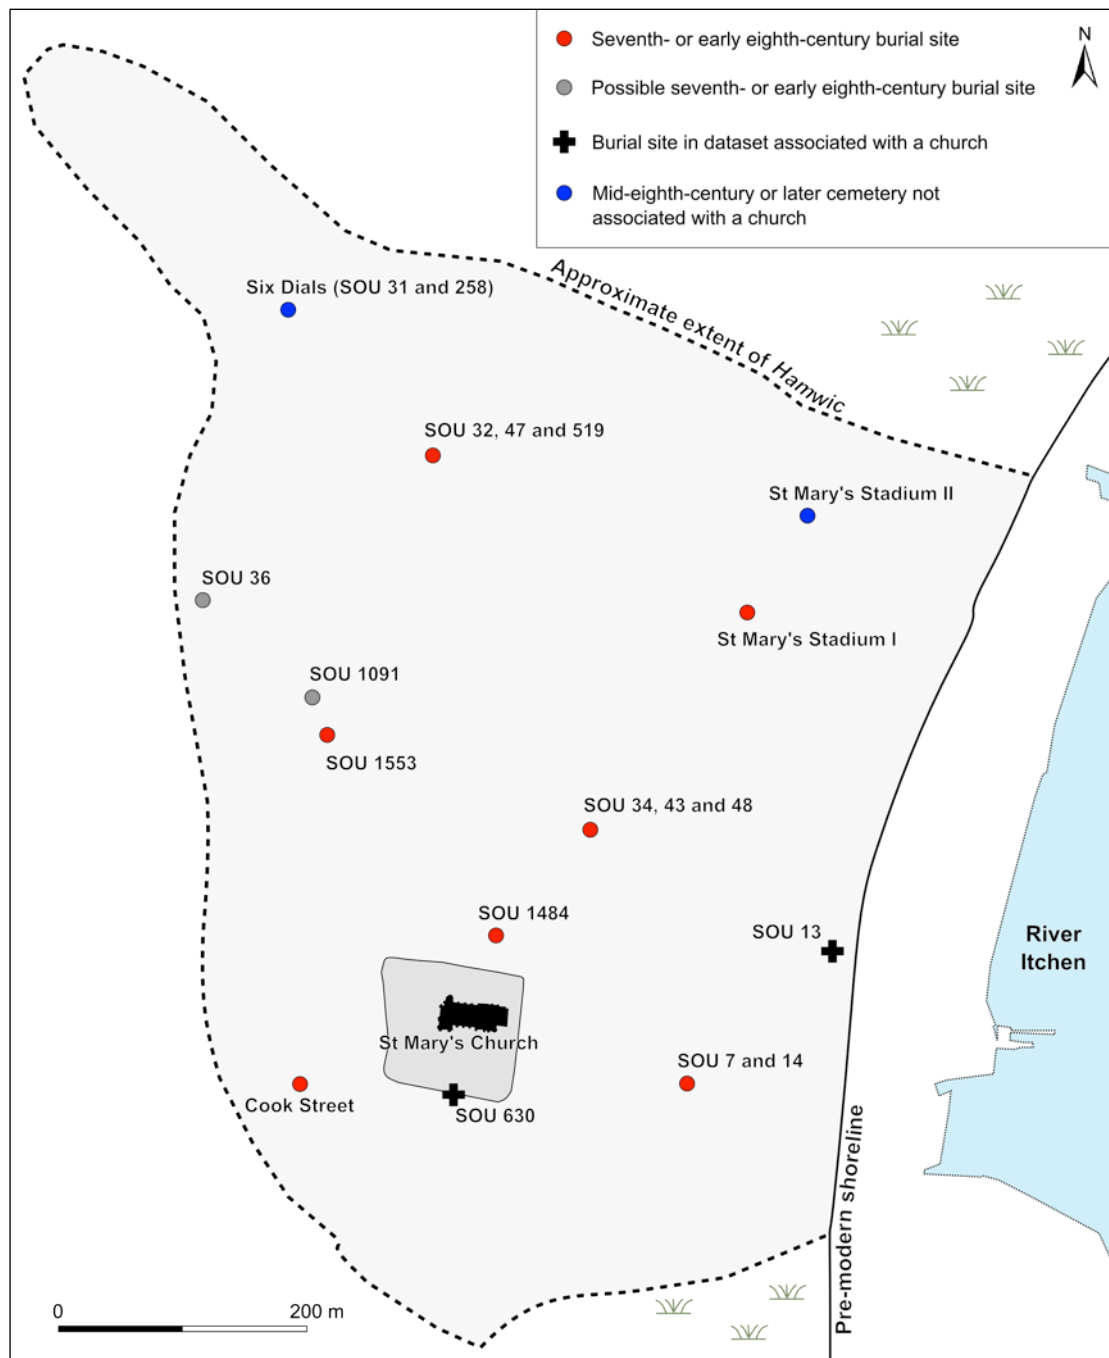 Seventh- or early eighth-century burial site
Possible seventh- or early eighth-century burial site
Burial site in dataset associated with a church
Mid-eighth-century or later cemetery not
associated with a church
N
Approximate extent of Hamwic
Six Dials (SOU 31 and 258)
SOU 32, 47 and 519
St Mary's Stadium II
SOU 36
St Mary's Stadium I
SOU 1091
SOU 1553
SOU 34, 43 and 48
SOU 1484
SOU 13
River
Itchen
St Mary's Church
SOU 7 and 14
Cook Street
SOU 630
Pre-modern shoreline
0
200 m